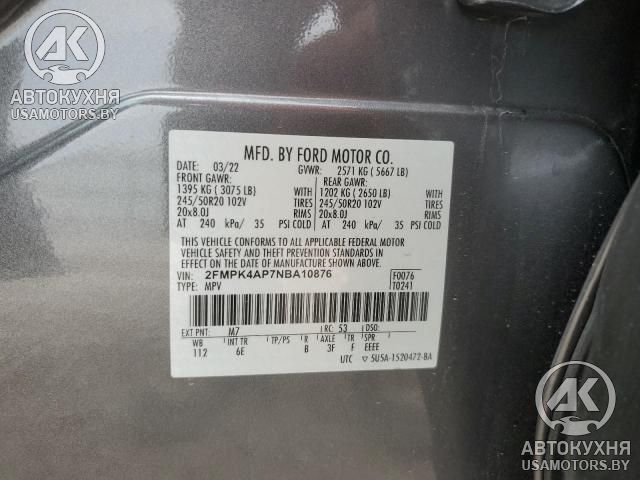 АК
АВТОКУХНЯ
USAMOTORS.BY
MFD. BY FORD MOTOR CO.
DATE: 03/22 GVWR: 2571 KG ( 5667 LB)
FRONT GAWR: REAR GAWR:
1395 KG ( 3075 LB) WITH 1202 KG ( 2650 LB) WITH
245/50R20 102V TIRES 245/50R20 102V TIRES
20x8.0J RIMS 20x8.0J RIMS
AT 240 kPa/ 35 PSI COLD AT 240 kPa/ 35 PSI COLD
THIS VEHICLE CONFORMS TO ALL APPLICABLE FEDERAL MOTOR
VEHICLE SAFETY AND THEFT PREVENTION STANDARDS IN
EFFECT ON THE DATE OF MANUFACTURE SHOWN ABOVE.
VIN: 2FMPK4AP7NBA10876 F0076
TYPE: MPV T0241
EXT PNT: M7 RC: 53 DSO:
WB INT TR TP/PS R AXLE TR SPR
112 6E B 3F F EEEE
UTC ▽ 5U5A-1520472-BA
АК
АВТОКУХНЯ
USAMOTORS.BY